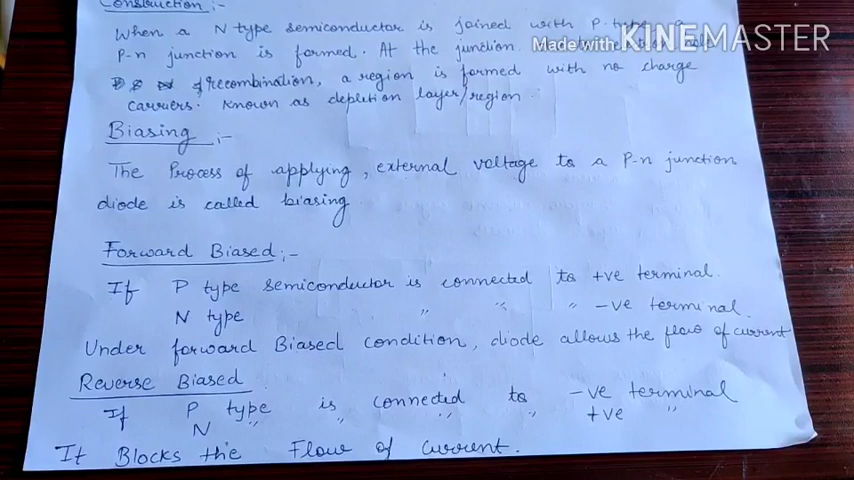 Construction :-
When a N type semiconductor is joined with P-type a
P-n junction is formed. At the junction
recombination, a region is formed with no charge
carriers. Known as depletion layer/region.
Biasing :-
The Process of applying, external voltage to a P-n junction
diode is called biasing
Forward Biased :-
If P type semiconductor is connected to +ve terminal.
N type " " " -ve terminal.
Under forward Biased condition, diode allows the flow of current
Reverse Biased
If P type is connected to -ve terminal
N " " " " +ve "
It Blocks the Flow of Current.
Made with KINEMASTER